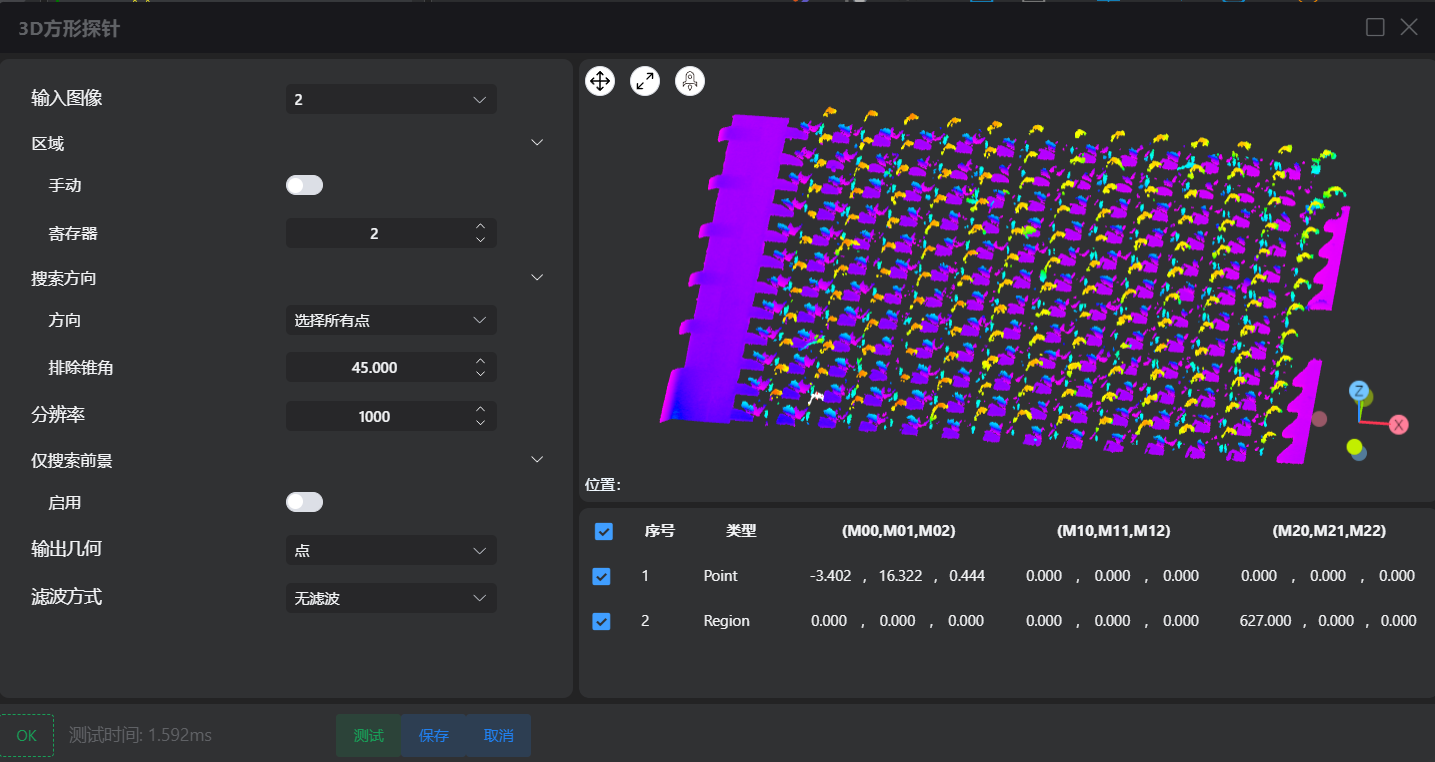 3D方形探针
输入图像 2
区域
手动
寄存器 2
搜索方向
方向 选择所有点
排除锥角 45.000
分辨率 1000
仅搜索前景
启用
输出几何 点
滤波方式 无滤波
Z
X
位置:
序号 类型 (M00,M01,M02) (M10,M11,M12) (M20,M21,M22)
1 Point -3.402 , 16.322 , 0.444 0.000 , 0.000 , 0.000 0.000 , 0.000 , 0.000
2 Region 0.000 , 0.000 , 0.000 0.000 , 0.000 , 0.000 627.000 , 0.000 , 0.000
OK 测试时间: 1.592ms 测试 保存 取消